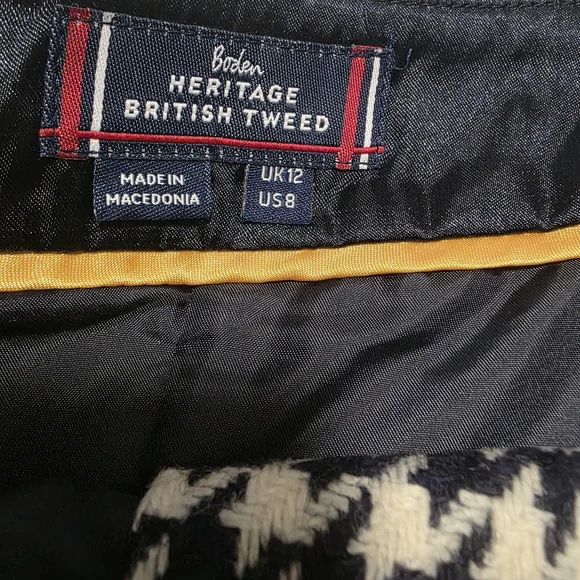 Boden
HERITAGE
BRITISH TWEED
MADE IN
MACEDONIA
UK12
US8